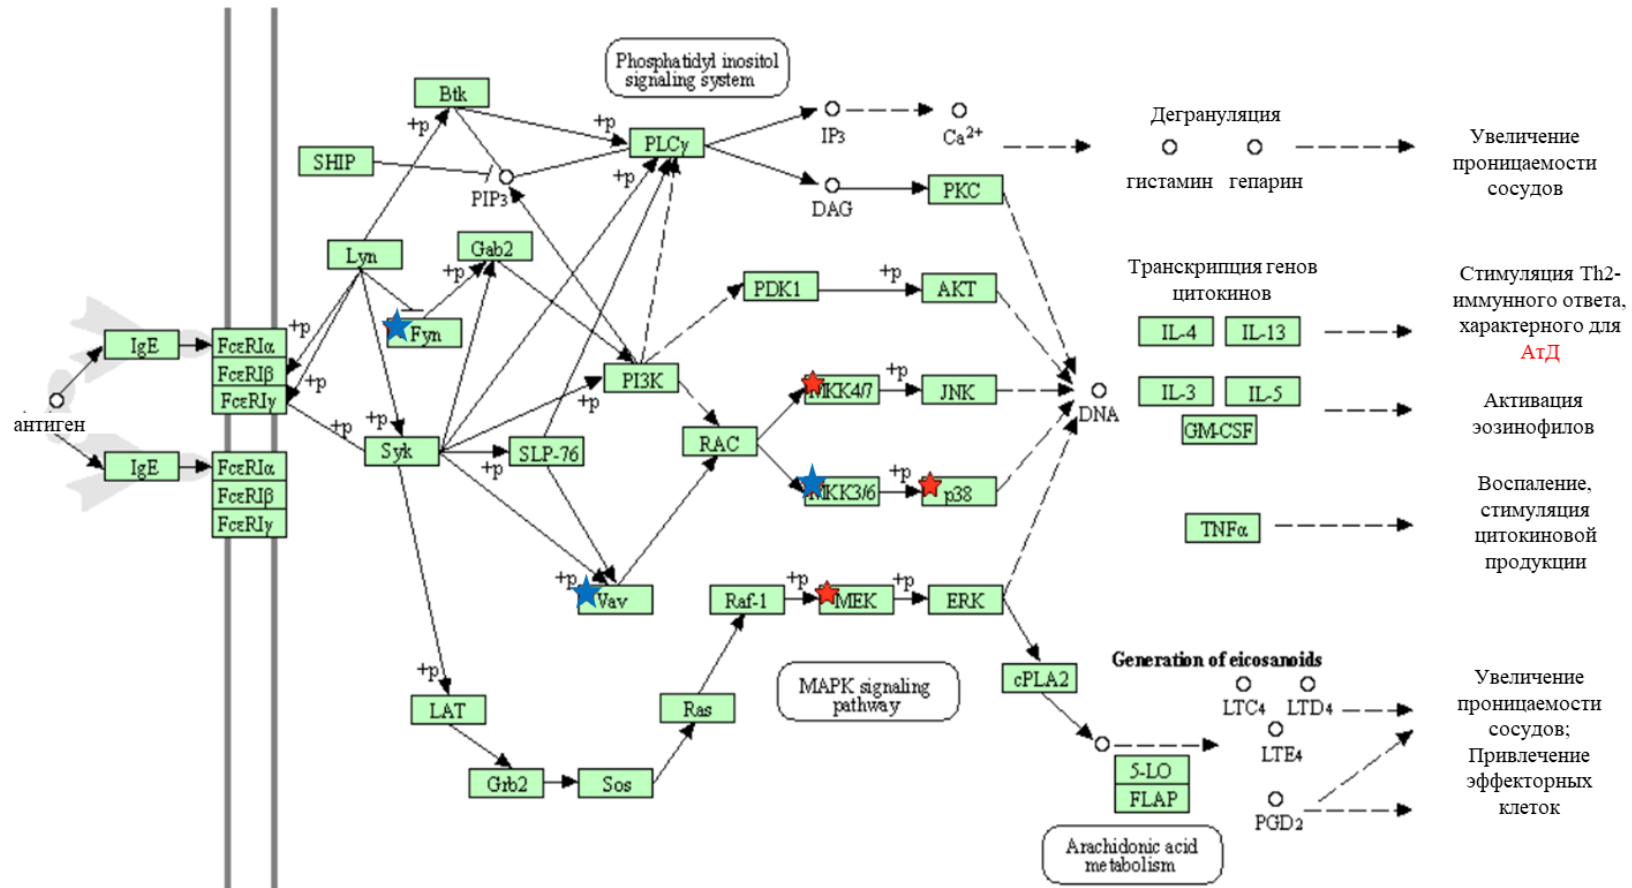 Phosphatidyl inositol
signaling system
Btk
+p
+p
SHIP
PLCγ
+p
PIP3
IP3
Ca2+
DAG
PKC
Дегрануляция
гистамин гепарин
Увеличение
проницаемости
сосудов
Lyn
Gab2
+p
Fyn
PDK1
+p
AKT
Транскрипция генов
цитокинов
IL-4
IL-13
Стимуляция Th2-
иммунного ответа,
характерного для
АтД
IgE
FcεRIα
FcεRIβ
FcεRIγ
+p
+p
антиген
PI3K
+p
MKK4/7
+p
JNK
DNA
IL-3
IL-5
GM-CSF
Активация
эозинофилов
+p
+p
Syk
+p
SLP-76
RAC
IgE
FcεRIα
FcεRIβ
FcεRIγ
MKK3/6
+p
p38
TNFα
Воспаление,
стимуляция
цитокиновой
продукции
+p
Vav
Raf-1
+p
MEK
+p
ERK
+p
LAT
Ras
Grb2
Sos
MAPK signaling
pathway
cPLA2
Generation of eicosanoids
LTC4
LTD4
LTE4
5-LO
FLAP
PGD2
Увеличение
проницаемости
сосудов;
Привлечение
эффекторных
клеток
Arachidonic acid
metabolism